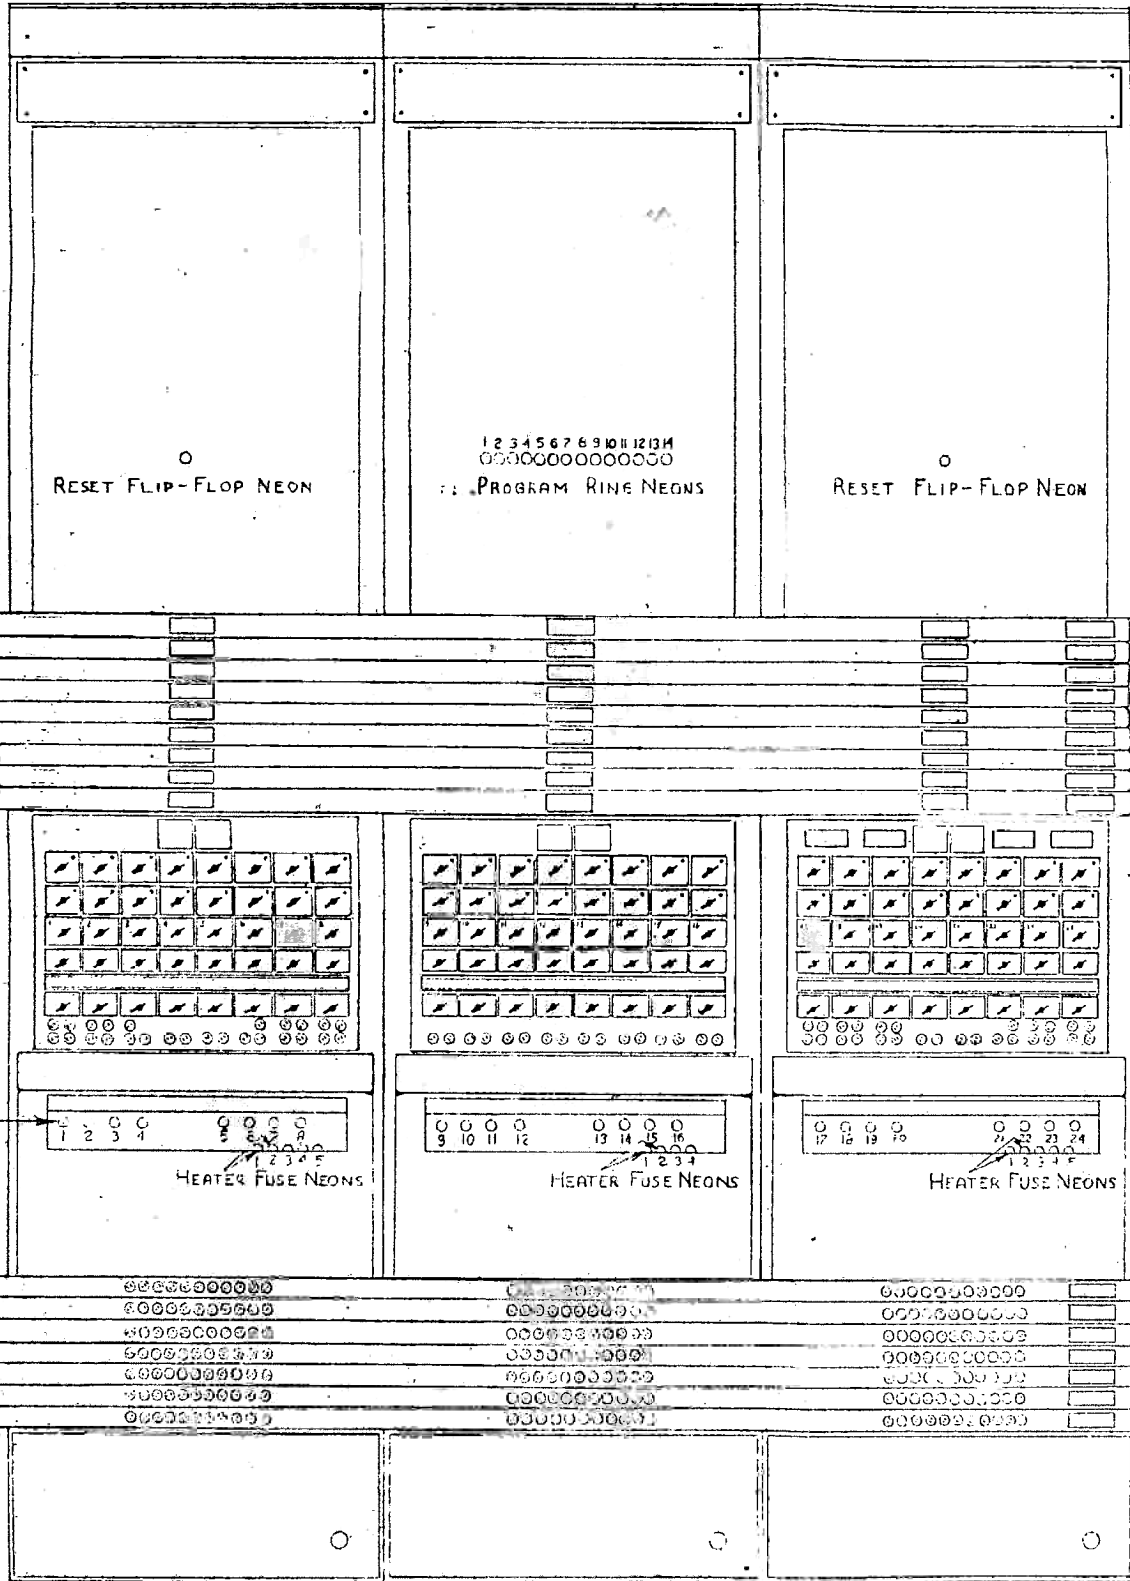 1 2 3 4 5 6 7 8 9 10 11 12 13 14
RESET FLIP-FLOP NEON
PROGRAM RING NEONS
RESET FLIP-FLOP NEON
1 2 3 4 5 6 7 8
9 10 11 12 13 14 15 16
17 18 19 20 21 22 23 24
1 2 3 4 5
1 2 3 4
1 2 3 4 5
HEATER FUSE NEONS
HEATER FUSE NEONS
HEATER FUSE NEONS